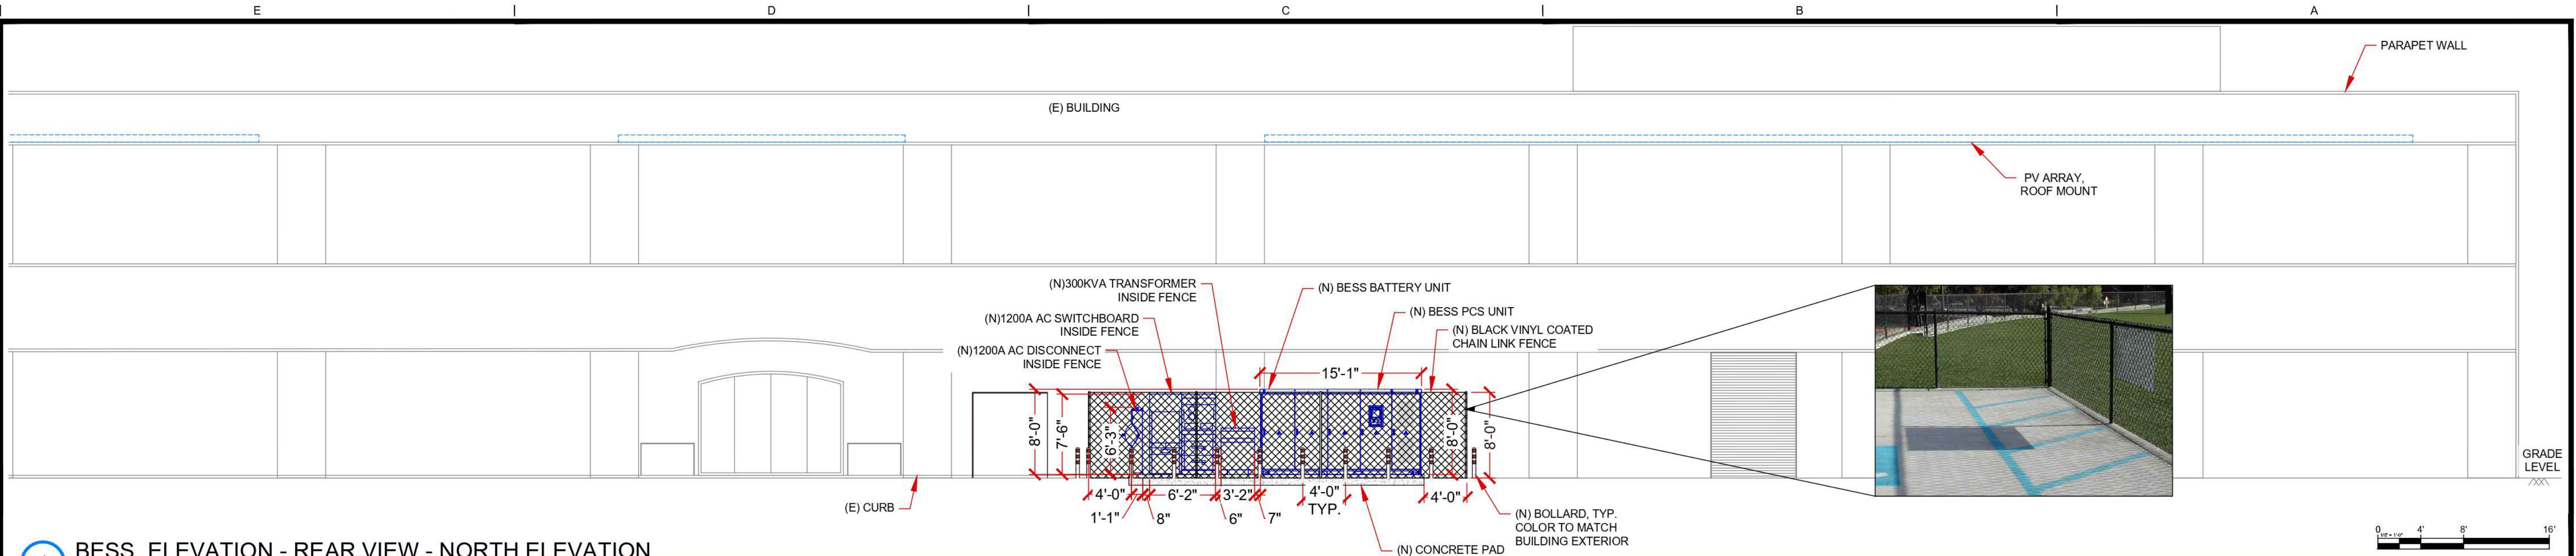 E
D
C
B
A
PARAPET WALL
(E) BUILDING
PV ARRAY,
ROOF MOUNT
(N)300KVA TRANSFORMER
INSIDE FENCE
(N) BESS BATTERY UNIT
(N) BESS PCS UNIT
(N)1200A AC SWITCHBOARD
INSIDE FENCE
(N) BLACK VINYL COATED
CHAIN LINK FENCE
(N)1200A AC DISCONNECT
INSIDE FENCE
15'-1"
8'-0"
7'-6"
6'-3"
8'-0"
8'-0"
GRADE
LEVEL
4'-0"
6'-2"
3'-2"
4'-0"
TYP.
4'-0"
1'-1"
8"
6"
7"
(E) CURB
(N) BOLLARD, TYP.
COLOR TO MATCH
BUILDING EXTERIOR
(N) CONCRETE PAD
0 4' 8' 16'
BESS ELEVATION - REAR VIEW - NORTH ELEVATION